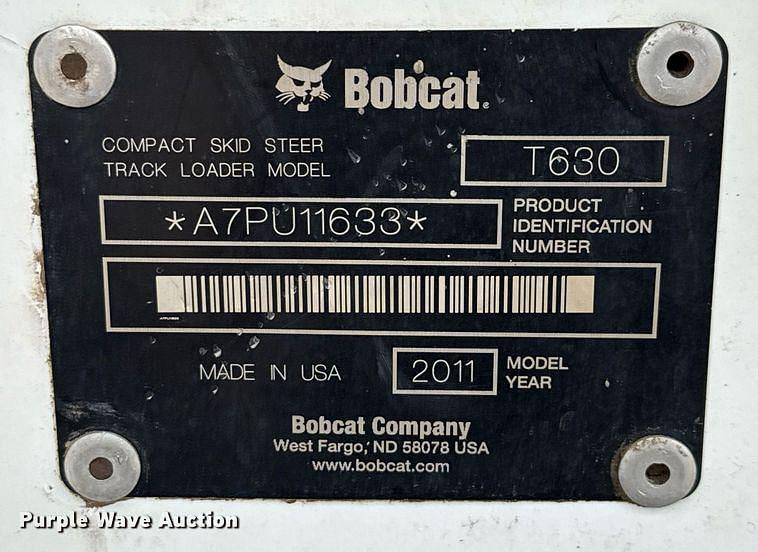 Bobcat®
COMPACT SKID STEER
TRACK LOADER MODEL
T630
*A7PU11633*
PRODUCT
IDENTIFICATION
NUMBER
MADE IN USA
2011
MODEL
YEAR
Bobcat Company
West Fargo, ND 58078 USA
www.bobcat.com
Purple Wave Auction